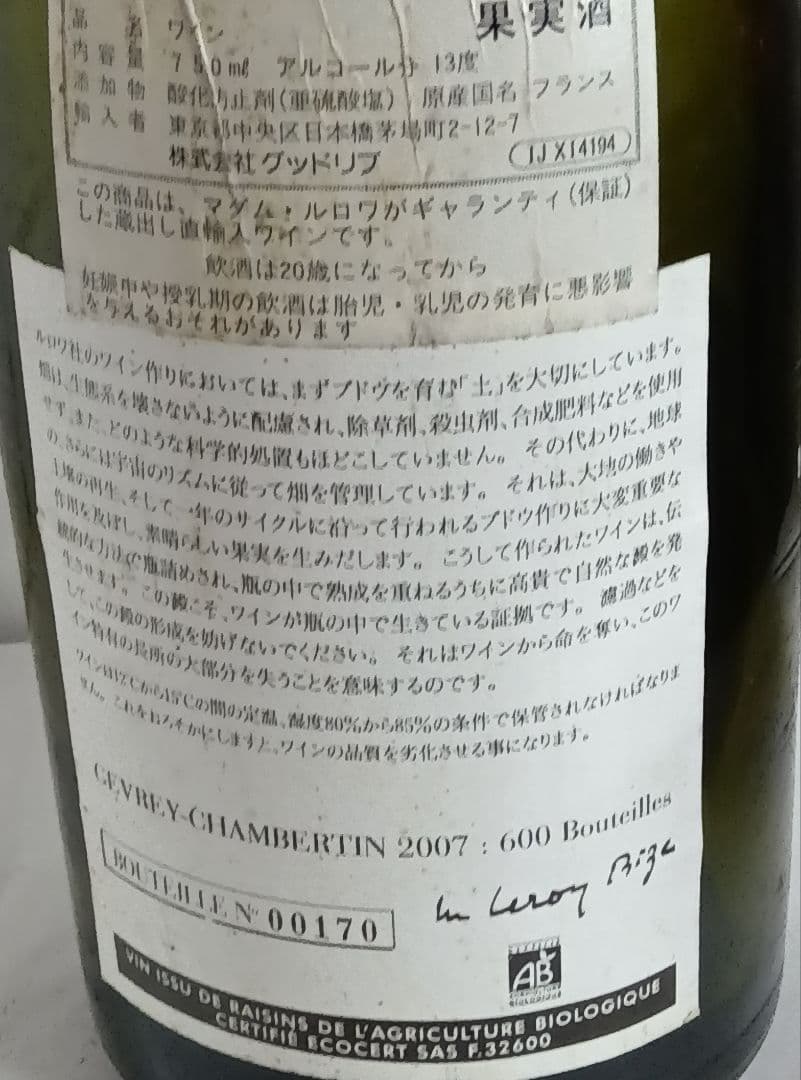 品名 ワイン 果実酒
内容量 750ml アルコール分 13度
添加物 酸化防止剤(亜硫酸塩) 原産国名 フランス
輸入者 東京都中央区日本橋茅場町2-12-7
株式会社グッドリブ JJX14194
この商品は、マダム・ルロワがギャランティ(保証)
した蔵出し直輸入ワインです。
飲酒は20歳になってから
妊娠中や授乳期の飲酒は胎児・乳児の発育に悪影響
を与えるおそれがあります
ルロワ社のワイン作りにおいては、まずブドウを育む「土」を大切にしています。
畑は、生態系を壊さないように配慮され、除草剤、殺虫剤、合成肥料などを使用
せず、また、どのような科学的処置もほどこしていません。 その代わりに、地球
の、さらには宇宙のリズムに従って畑を管理しています。 それは、大地の働きや
土壌の再生、そして一年のサイクルに沿って行われるブドウ作りに大変重要な
作用を及ぼし、素晴らしい果実を生みだします。 こうして作られたワインは、伝
統的な方法で瓶詰めされ、瓶の中で熟成を重ねるうちに高貴で自然な澱を発
生させます。 この澱こそ、ワインが瓶の中で生きている証拠です。 濾過などを
して、この澱の形成を妨げないでください。 それはワインから命を奪い、このワ
イン特有の長所の大部分を失うことを意味するのです。
ワインは12℃から15℃の間の定温、湿度80%から85%の条件で保管されなければなりま
せん。これをおろそかにしますと、ワインの品質を劣化させる事になります。
GEVREY-CHAMBERTIN 2007 : 600 Bouteilles
BOUTEILLE N° 00170
Leroy Bize
AB
AGRICULTURE
BIOLOGIQUE
VIN ISSU DE RAISINS DE L'AGRICULTURE BIOLOGIQUE
CERTIFIÉ ECOCERT SAS F.32600